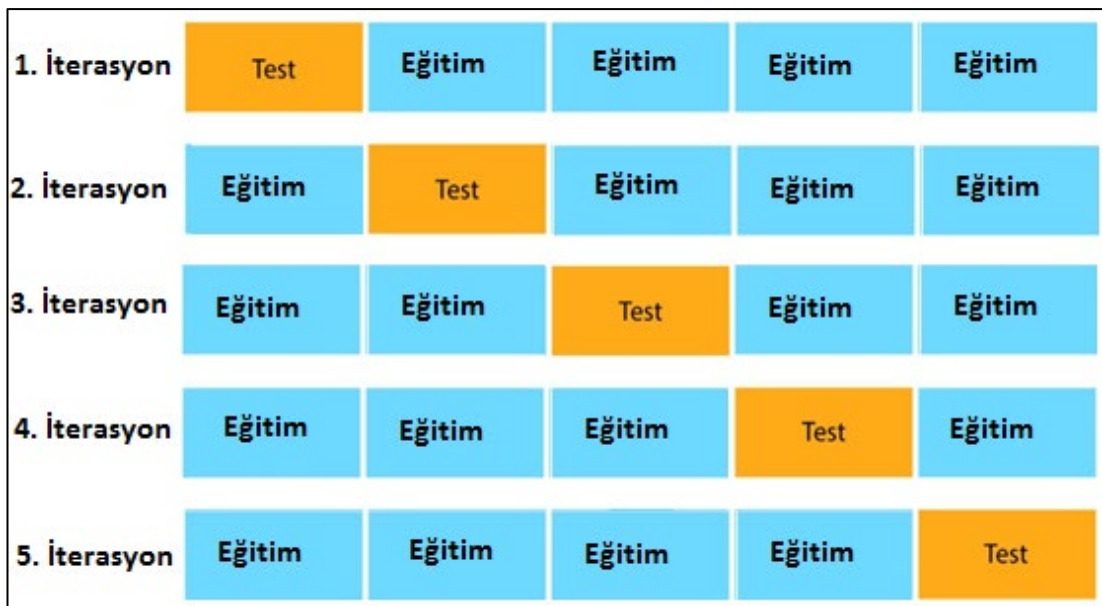 1. İterasyon Test Eğitim Eğitim Eğitim Eğitim
2. İterasyon Eğitim Test Eğitim Eğitim Eğitim
3. İterasyon Eğitim Eğitim Test Eğitim Eğitim
4. İterasyon Eğitim Eğitim Eğitim Test Eğitim
5. İterasyon Eğitim Eğitim Eğitim Eğitim Test